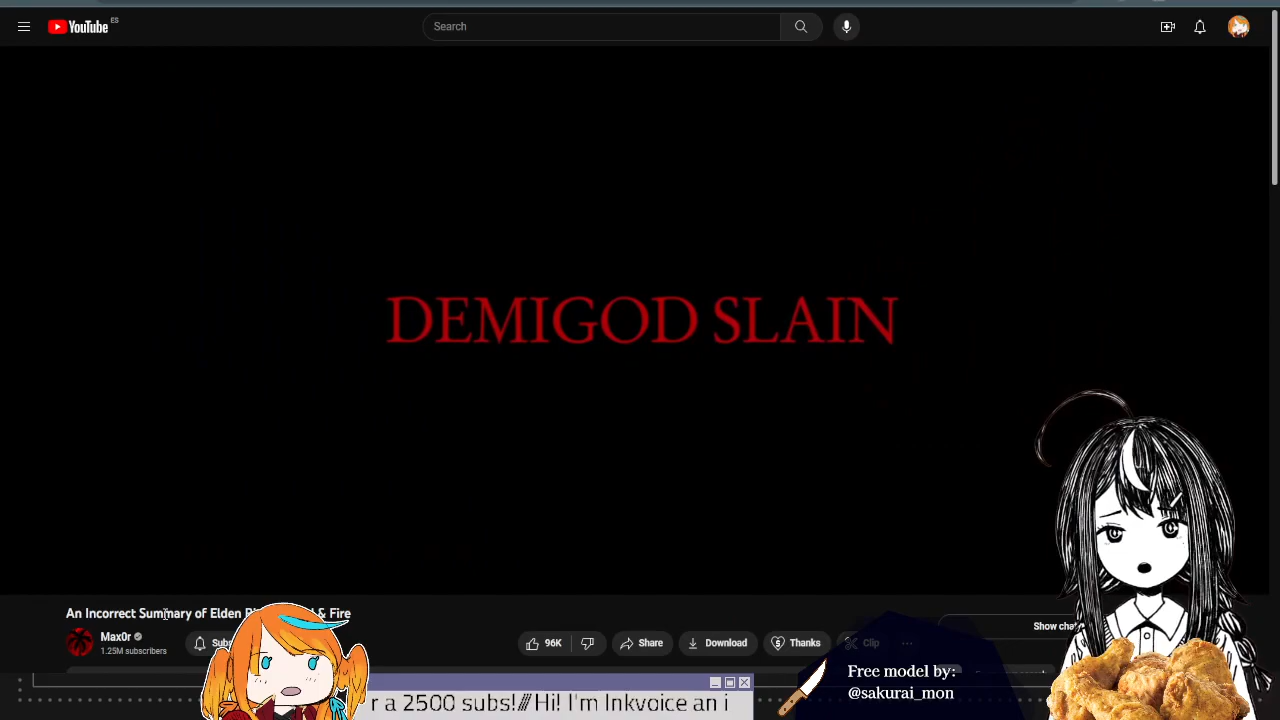 YouTube ES
Search
DEMIGOD SLAIN
An Incorrect Summary of Elden & Fire
Max0r
1.25M subscribers
96K
Share
Download
Thanks
Clip
Show
Free model by:
@sakurai_mon
r a 2500 subs!///Hi! I'm Inkvoice an i